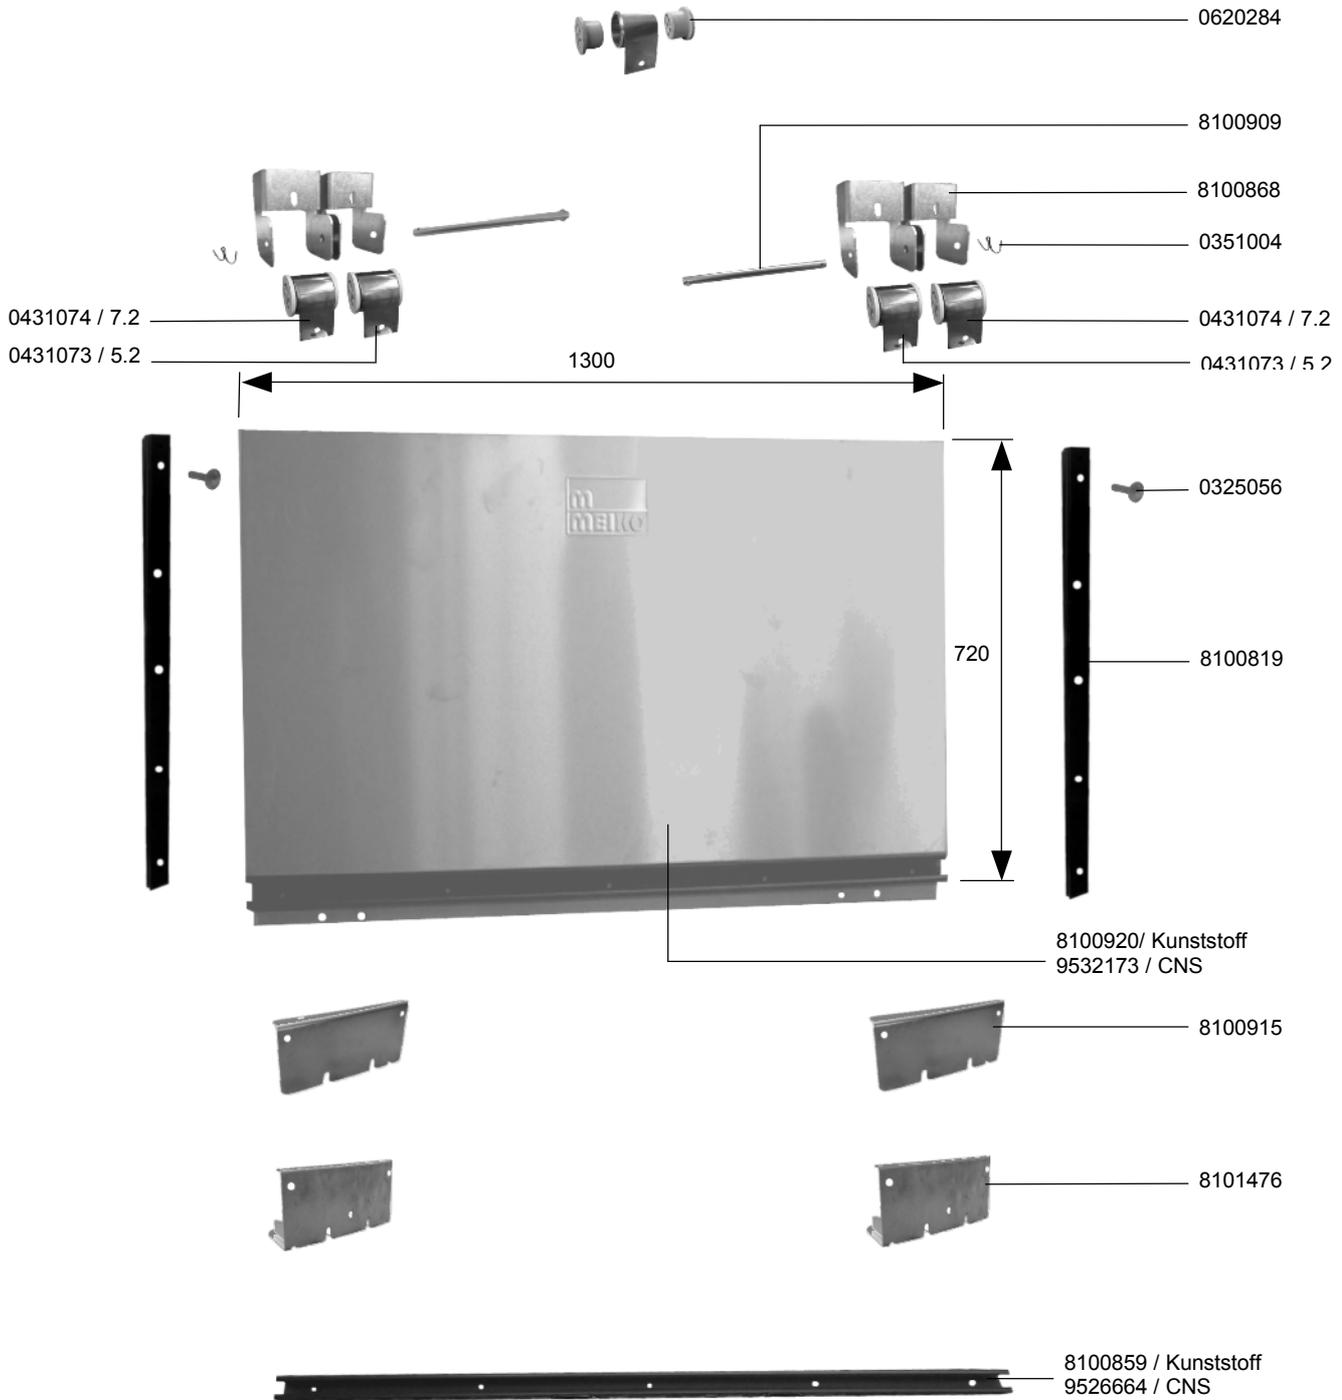 0620284
8100909
8100868
0351004
0431074 / 7.2
0431074 / 7.2
0431073 / 5.2
0431073 / 5.2
1300
m
MEIKO
0325056
720
8100819
8100920/ Kunststoff
9532173 / CNS
8100915
8101476
8100859 / Kunststoff
9526664 / CNS